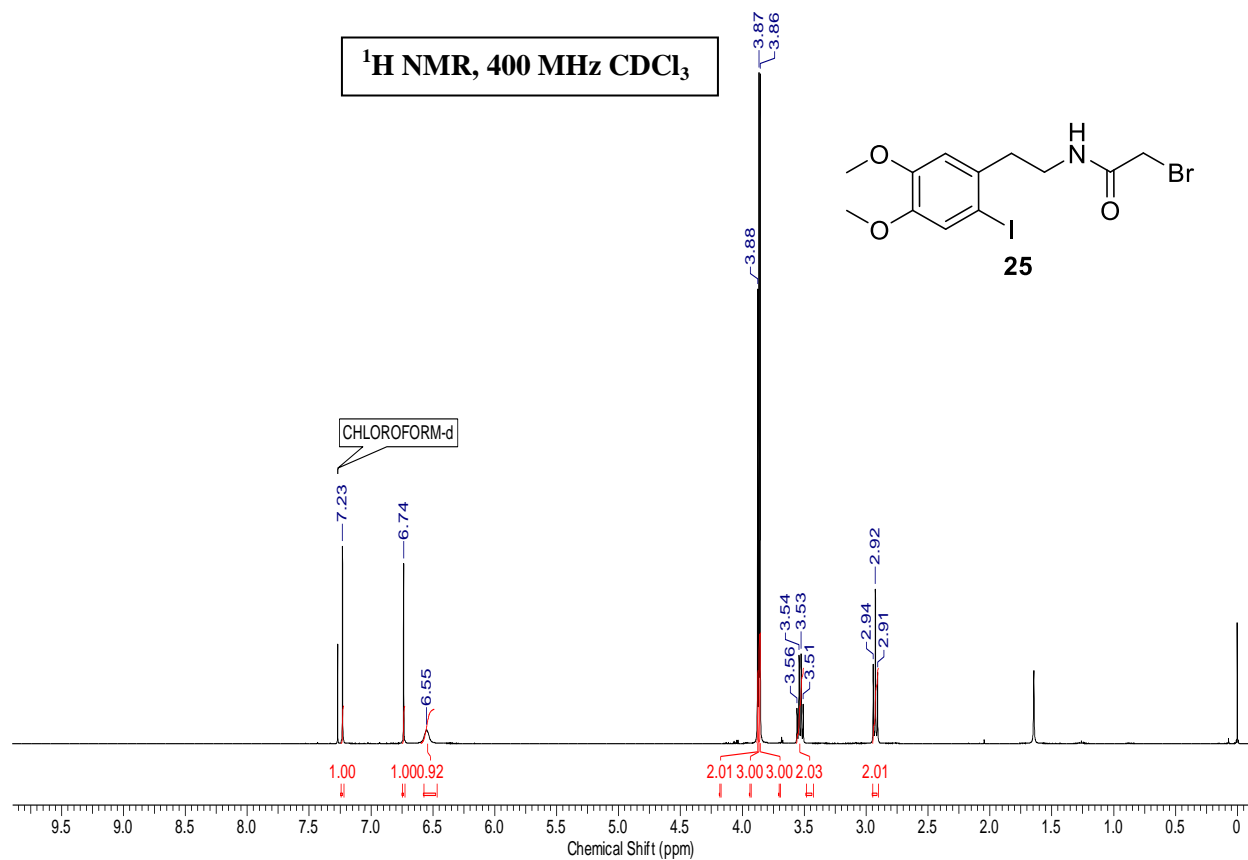 ¹H NMR, 400 MHz CDCl₃
3.87
3.86
3.88
H
N
O
O
O
Br
I
25
CHLOROFORM-d
7.23
6.74
6.55
3.56
3.54
3.53
3.51
2.94
2.92
2.91
1.00 1.00 0.92 2.01 3.00 3.00 2.03 2.01
9.5 9.0 8.5 8.0 7.5 7.0 6.5 6.0 5.5 5.0 4.5 4.0 3.5 3.0 2.5 2.0 1.5 1.0 0.5 0
Chemical Shift (ppm)